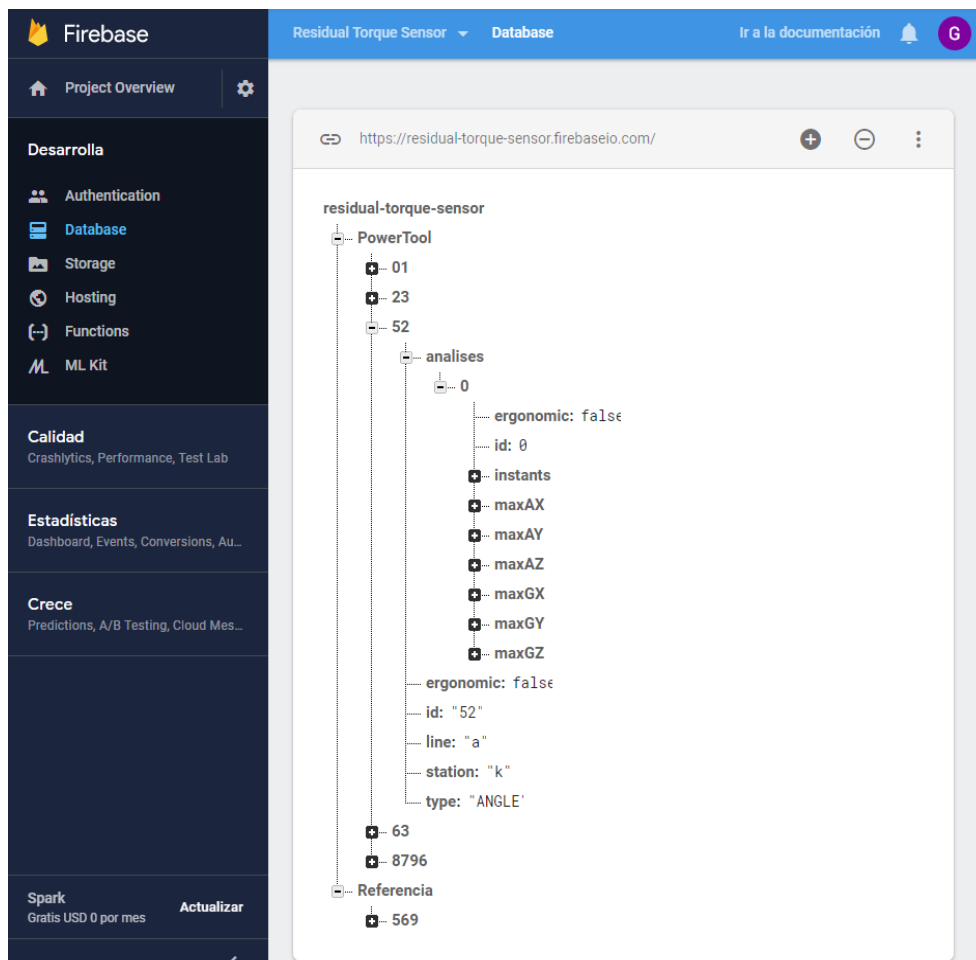 Firebase
Residual Torque Sensor Database Ir a la documentación G
Project Overview
https://residual-torque-sensor.firebaseio.com/
Desarrolla
Authentication
Database
Storage
Hosting
Functions
ML Kit
Calidad
Crashlytics, Performance, Test Lab
Estadísticas
Dashboard, Events, Conversions, Au...
Crece
Predictions, A/B Testing, Cloud Mes...
Spark
Gratis USD 0 por mes
Actualizar
residual-torque-sensor
PowerTool
01
23
52
analises
0
ergonomic: false
id: 0
instants
maxAX
maxAY
maxAZ
maxGX
maxGY
maxGZ
ergonomic: false
id: "52"
line: "a"
station: "k"
type: "ANGLE'
63
8796
Referencia
569